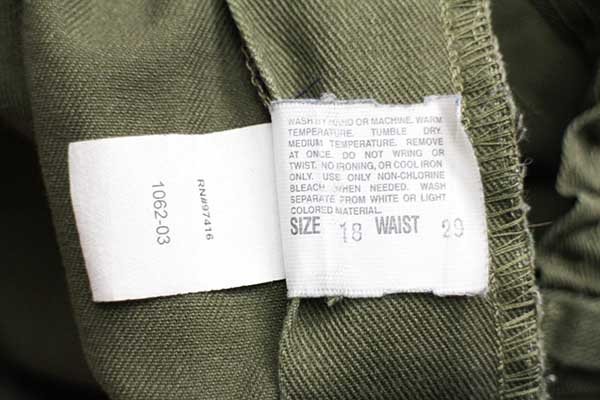 RN#97416
1062-03
WASH BY HAND OR MACHINE. WARM
TEMPERATURE. TUMBLE DRY.
MEDIUM TEMPERATURE. REMOVE
AT ONCE. DO NOT WRING OR
TWIST. NO IRONING, OR COOL IRON
ONLY. USE ONLY NON-CHLORINE
BLEACH WHEN NEEDED. WASH
SEPARATE FROM WHITE OR LIGHT
COLORED MATERIAL.
SIZE 18 WAIST 29